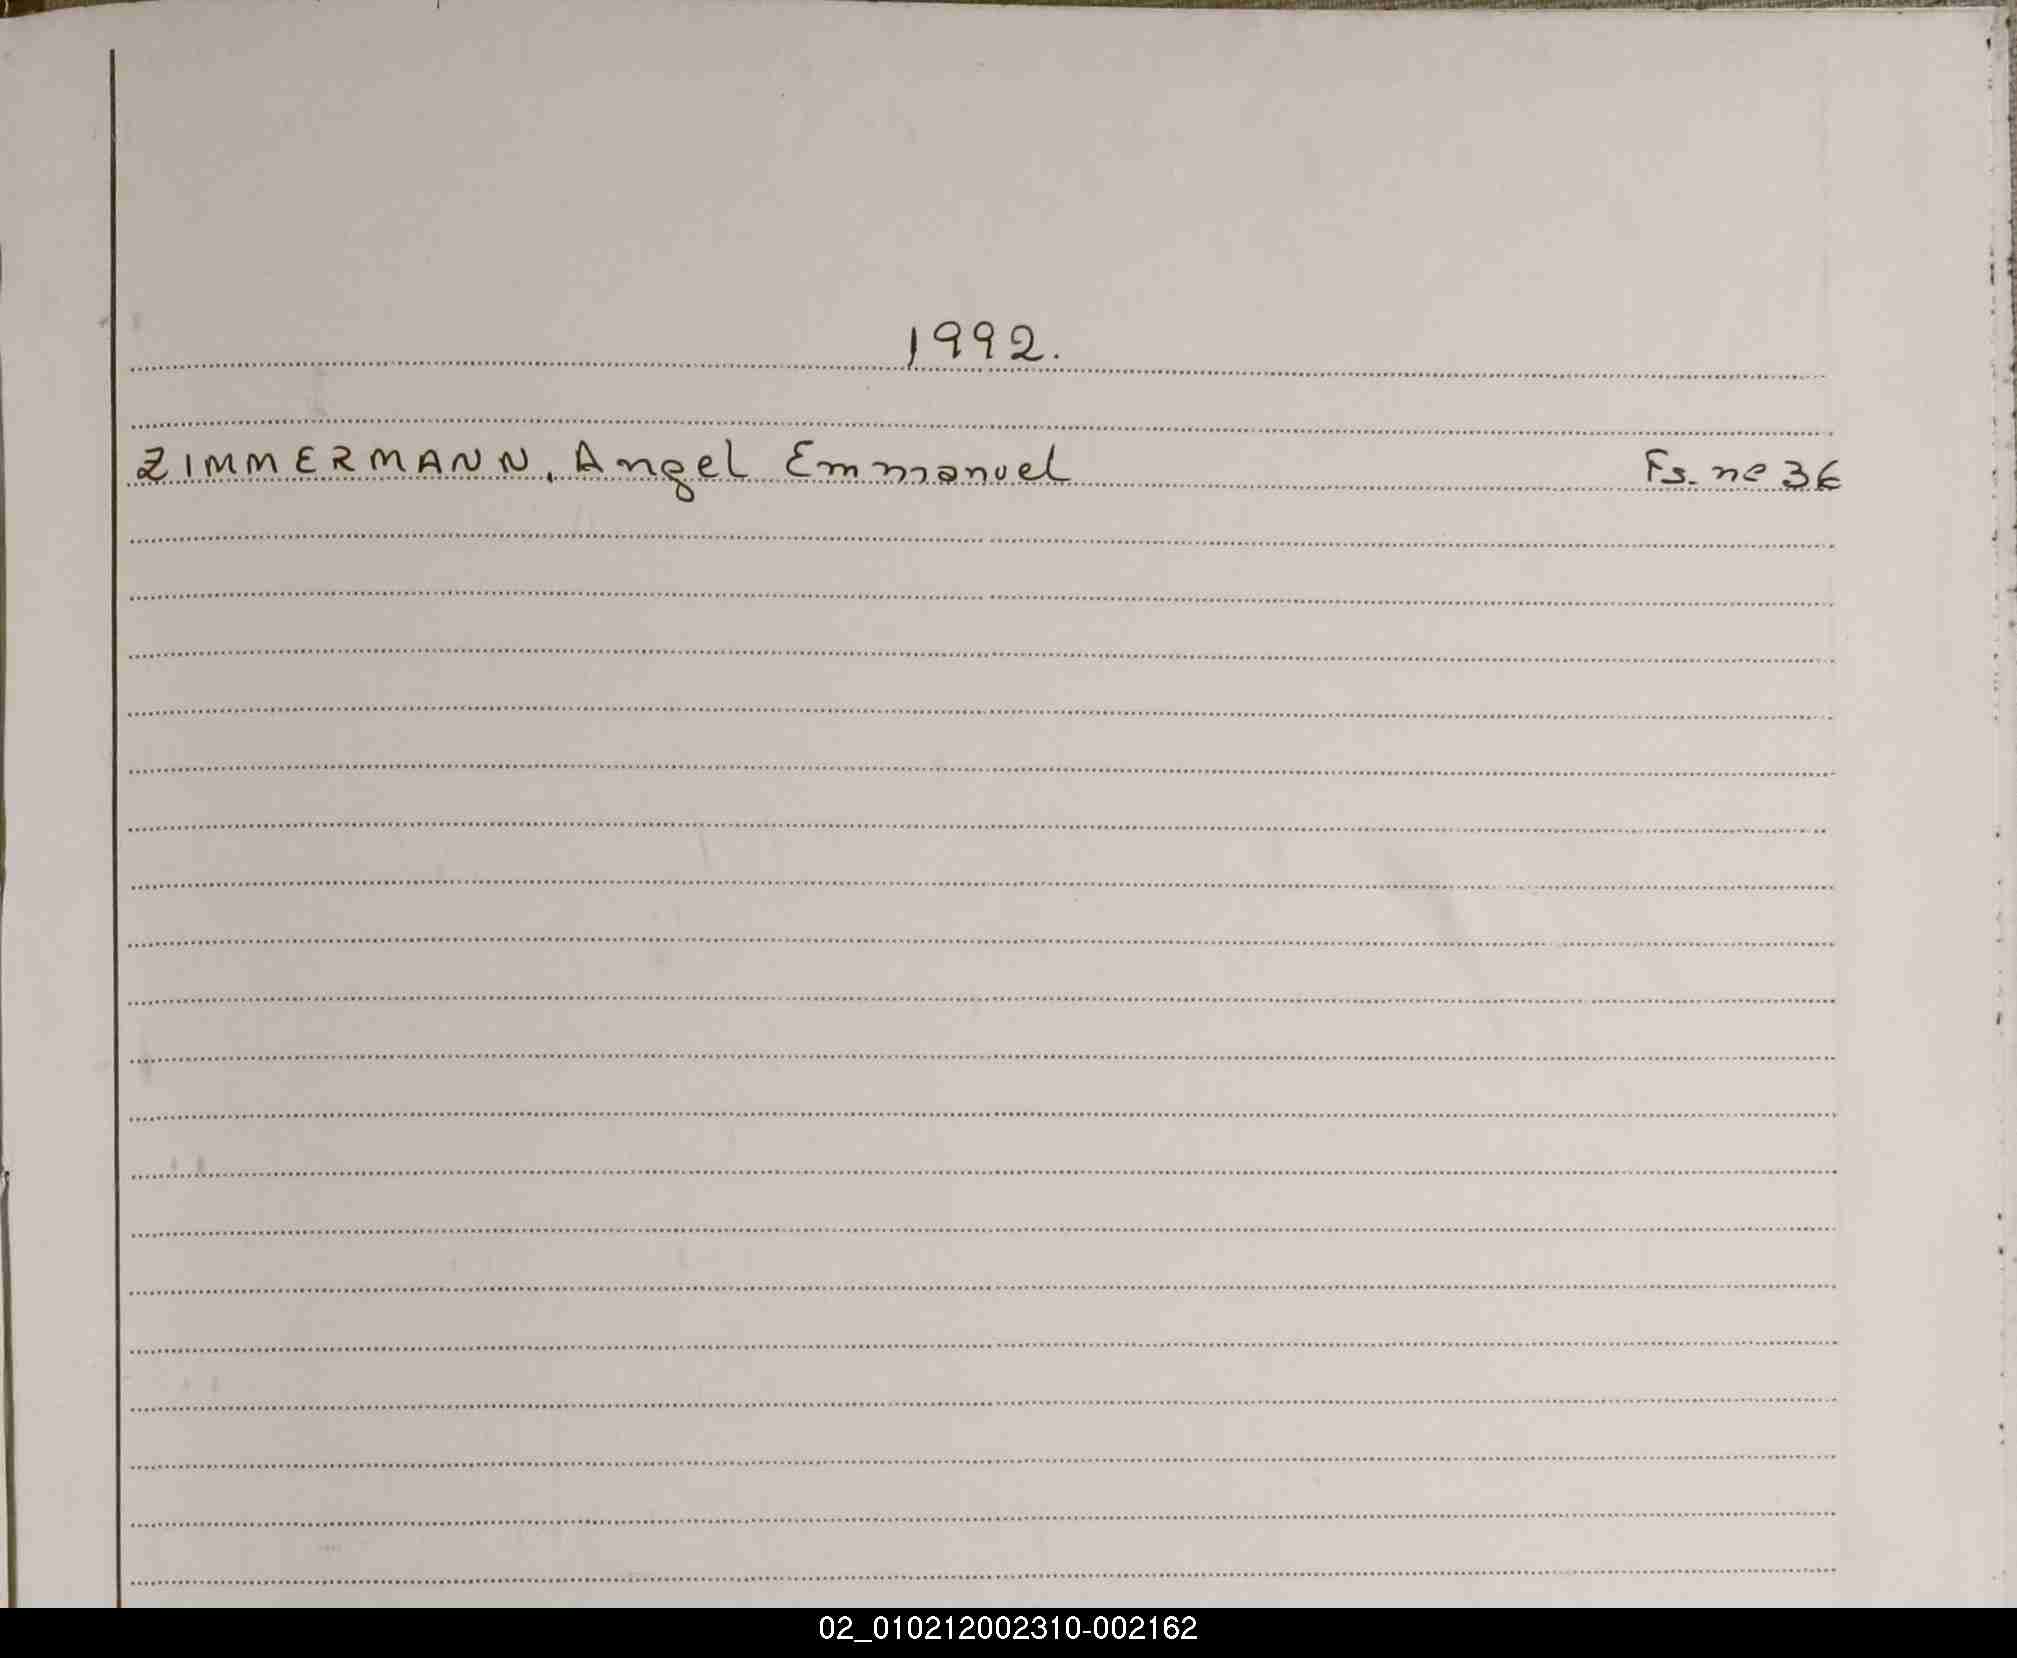 1992.
ZIMMERMANN, Angel Emmanuel Fs. nº 36
02_010212002310-002162